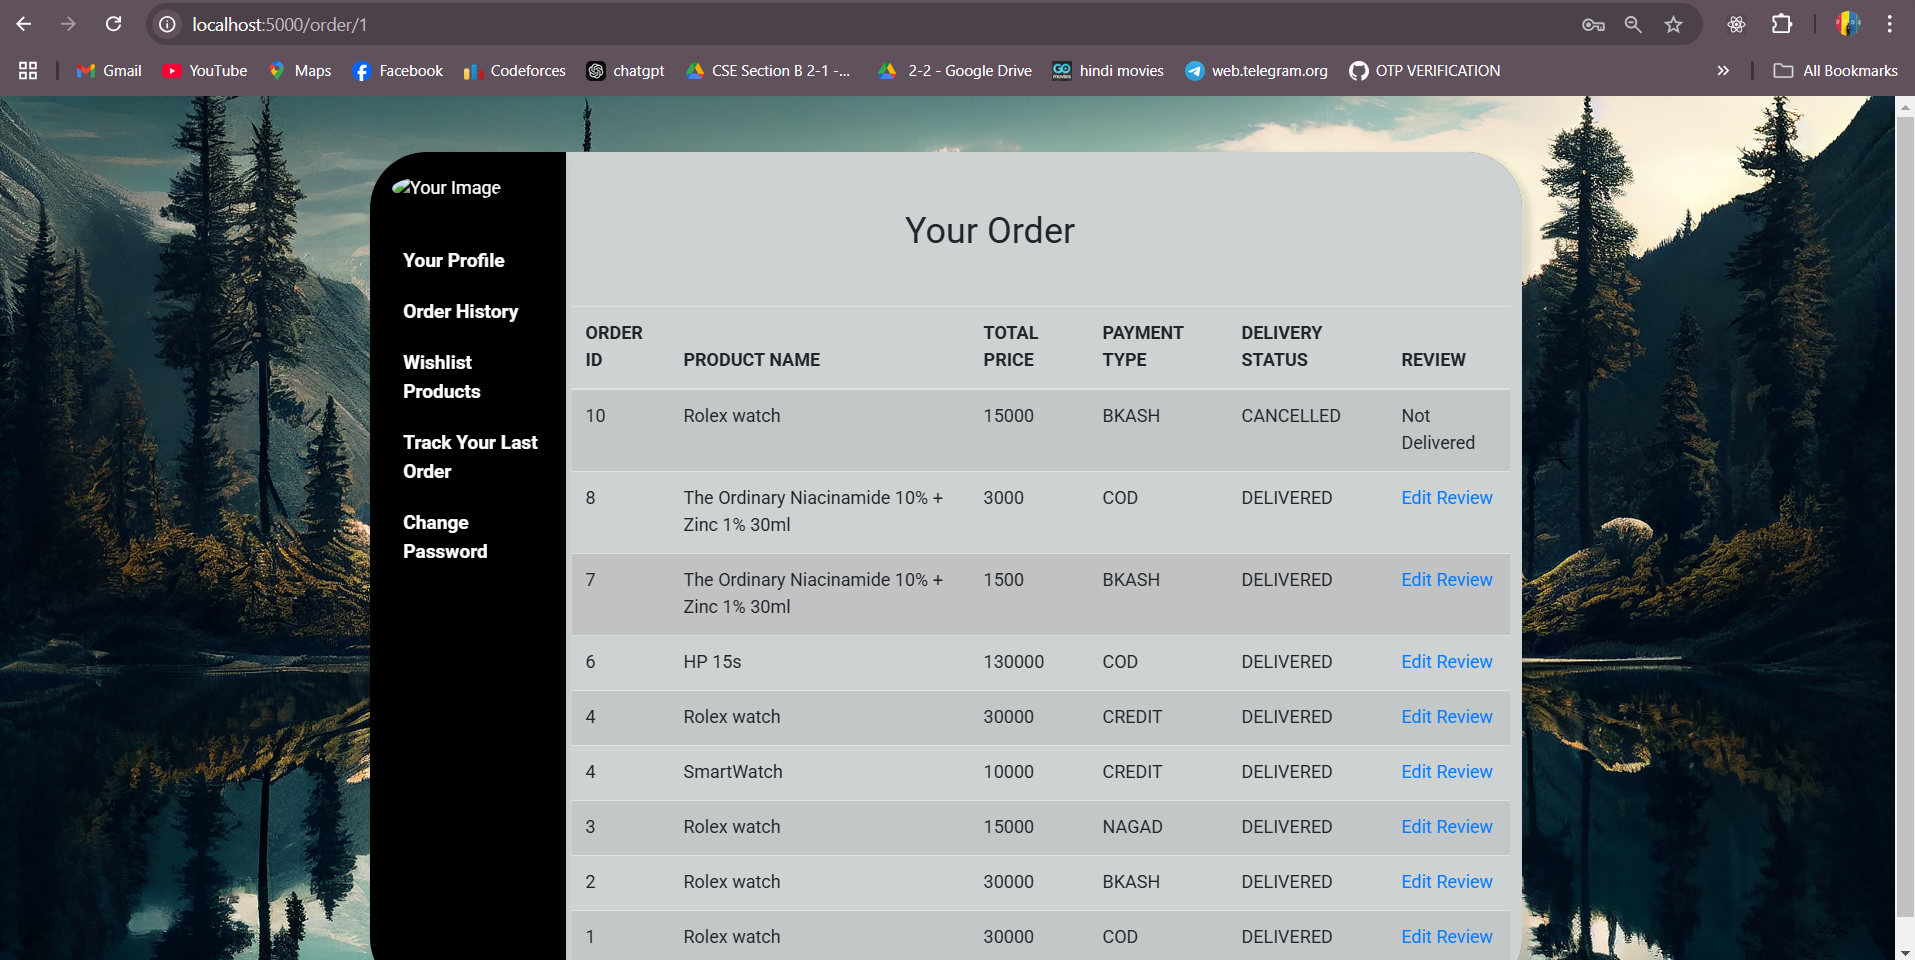 localhost:5000/order/1
Gmail YouTube Maps Facebook Codeforces chatgpt CSE Section B 2-1 -... 2-2 - Google Drive GO movies hindi movies web.telegram.org OTP VERIFICATION » All Bookmarks
Your Image
Your Profile
Order History
Wishlist
Products
Track Your Last
Order
Change
Password
Your Order
ORDER ID PRODUCT NAME TOTAL PRICE PAYMENT TYPE DELIVERY STATUS REVIEW
10 Rolex watch 15000 BKASH CANCELLED Not Delivered
8 The Ordinary Niacinamide 10% + Zinc 1% 30ml 3000 COD DELIVERED Edit Review
7 The Ordinary Niacinamide 10% + Zinc 1% 30ml 1500 BKASH DELIVERED Edit Review
6 HP 15s 130000 COD DELIVERED Edit Review
4 Rolex watch 30000 CREDIT DELIVERED Edit Review
4 SmartWatch 10000 CREDIT DELIVERED Edit Review
3 Rolex watch 15000 NAGAD DELIVERED Edit Review
2 Rolex watch 30000 BKASH DELIVERED Edit Review
1 Rolex watch 30000 COD DELIVERED Edit Review